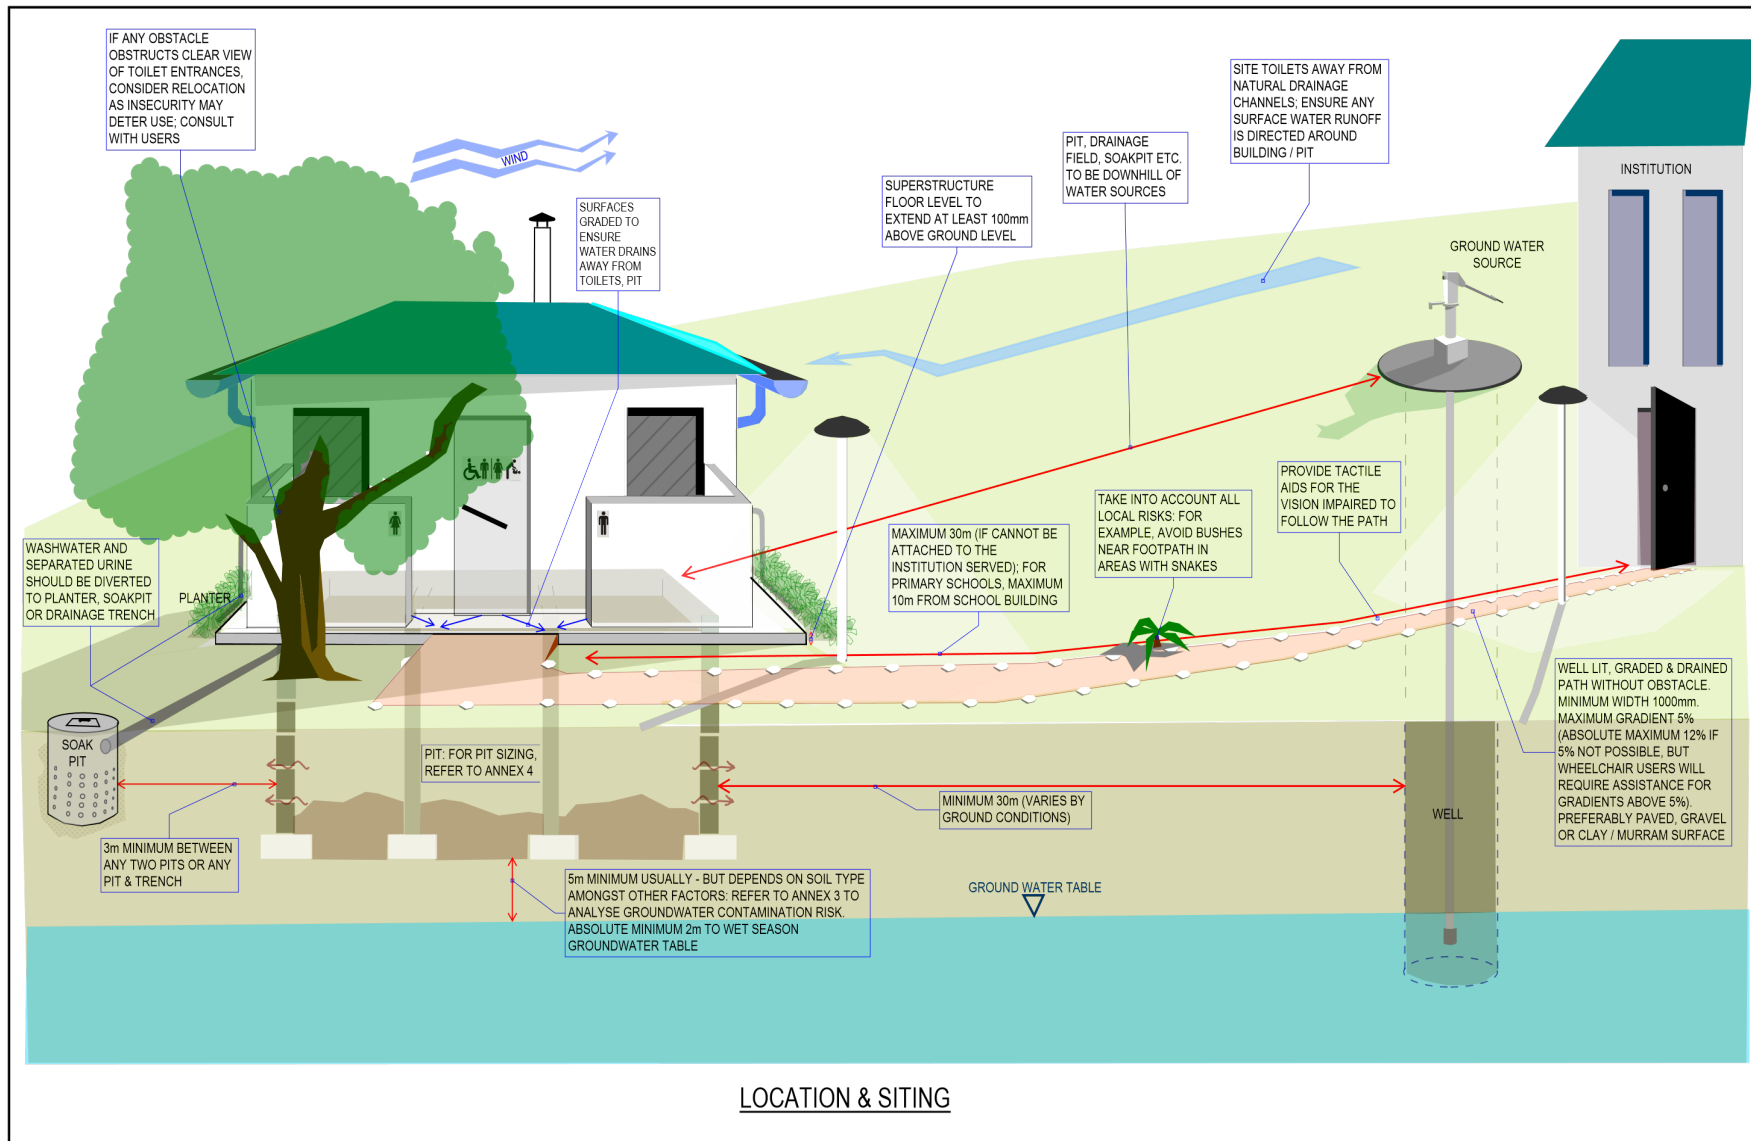 IF ANY OBSTACLE
OBSTRUCTS CLEAR VIEW
OF TOILET ENTRANCES,
CONSIDER RELOCATION
AS INSECURITY MAY
DETER USE; CONSULT
WITH USERS
WIND
SURFACES
GRADED TO
ENSURE
WATER DRAINS
AWAY FROM
TOILETS, PIT
SUPERSTRUCTURE
FLOOR LEVEL TO
EXTEND AT LEAST 100mm
ABOVE GROUND LEVEL
PIT, DRAINAGE
FIELD, SOAKPIT ETC.
TO BE DOWNHILL OF
WATER SOURCES
SITE TOILETS AWAY FROM
NATURAL DRAINAGE
CHANNELS; ENSURE ANY
SURFACE WATER RUNOFF
IS DIRECTED AROUND
BUILDING / PIT
INSTITUTION
GROUND WATER
SOURCE
PROVIDE TACTILE
AIDS FOR THE
VISION IMPAIRED TO
FOLLOW THE PATH
TAKE INTO ACCOUNT ALL
LOCAL RISKS: FOR
EXAMPLE, AVOID BUSHES
NEAR FOOTPATH IN
AREAS WITH SNAKES
MAXIMUM 30m (IF CANNOT BE
ATTACHED TO THE
INSTITUTION SERVED); FOR
PRIMARY SCHOOLS, MAXIMUM
10m FROM SCHOOL BUILDING
WASHWATER AND
SEPARATED URINE
SHOULD BE DIVERTED
TO PLANTER, SOAKPIT
OR DRAINAGE TRENCH
PLANTER
SOAK
PIT
PIT: FOR PIT SIZING,
REFER TO ANNEX 4
WELL LIT, GRADED & DRAINED
PATH WITHOUT OBSTACLE.
MINIMUM WIDTH 1000mm.
MAXIMUM GRADIENT 5%
(ABSOLUTE MAXIMUM 12% IF
5% NOT POSSIBLE, BUT
WHEELCHAIR USERS WILL
REQUIRE ASSISTANCE FOR
GRADIENTS ABOVE 5%).
PREFERABLY PAVED, GRAVEL
OR CLAY / MURRAM SURFACE
MINIMUM 30m (VARIES BY
GROUND CONDITIONS)
WELL
3m MINIMUM BETWEEN
ANY TWO PITS OR ANY
PIT & TRENCH
5m MINIMUM USUALLY - BUT DEPENDS ON SOIL TYPE
AMONGST OTHER FACTORS: REFER TO ANNEX 3 TO
ANALYSE GROUNDWATER CONTAMINATION RISK.
ABSOLUTE MINIMUM 2m TO WET SEASON
GROUNDWATER TABLE
GROUND WATER TABLE
LOCATION & SITING